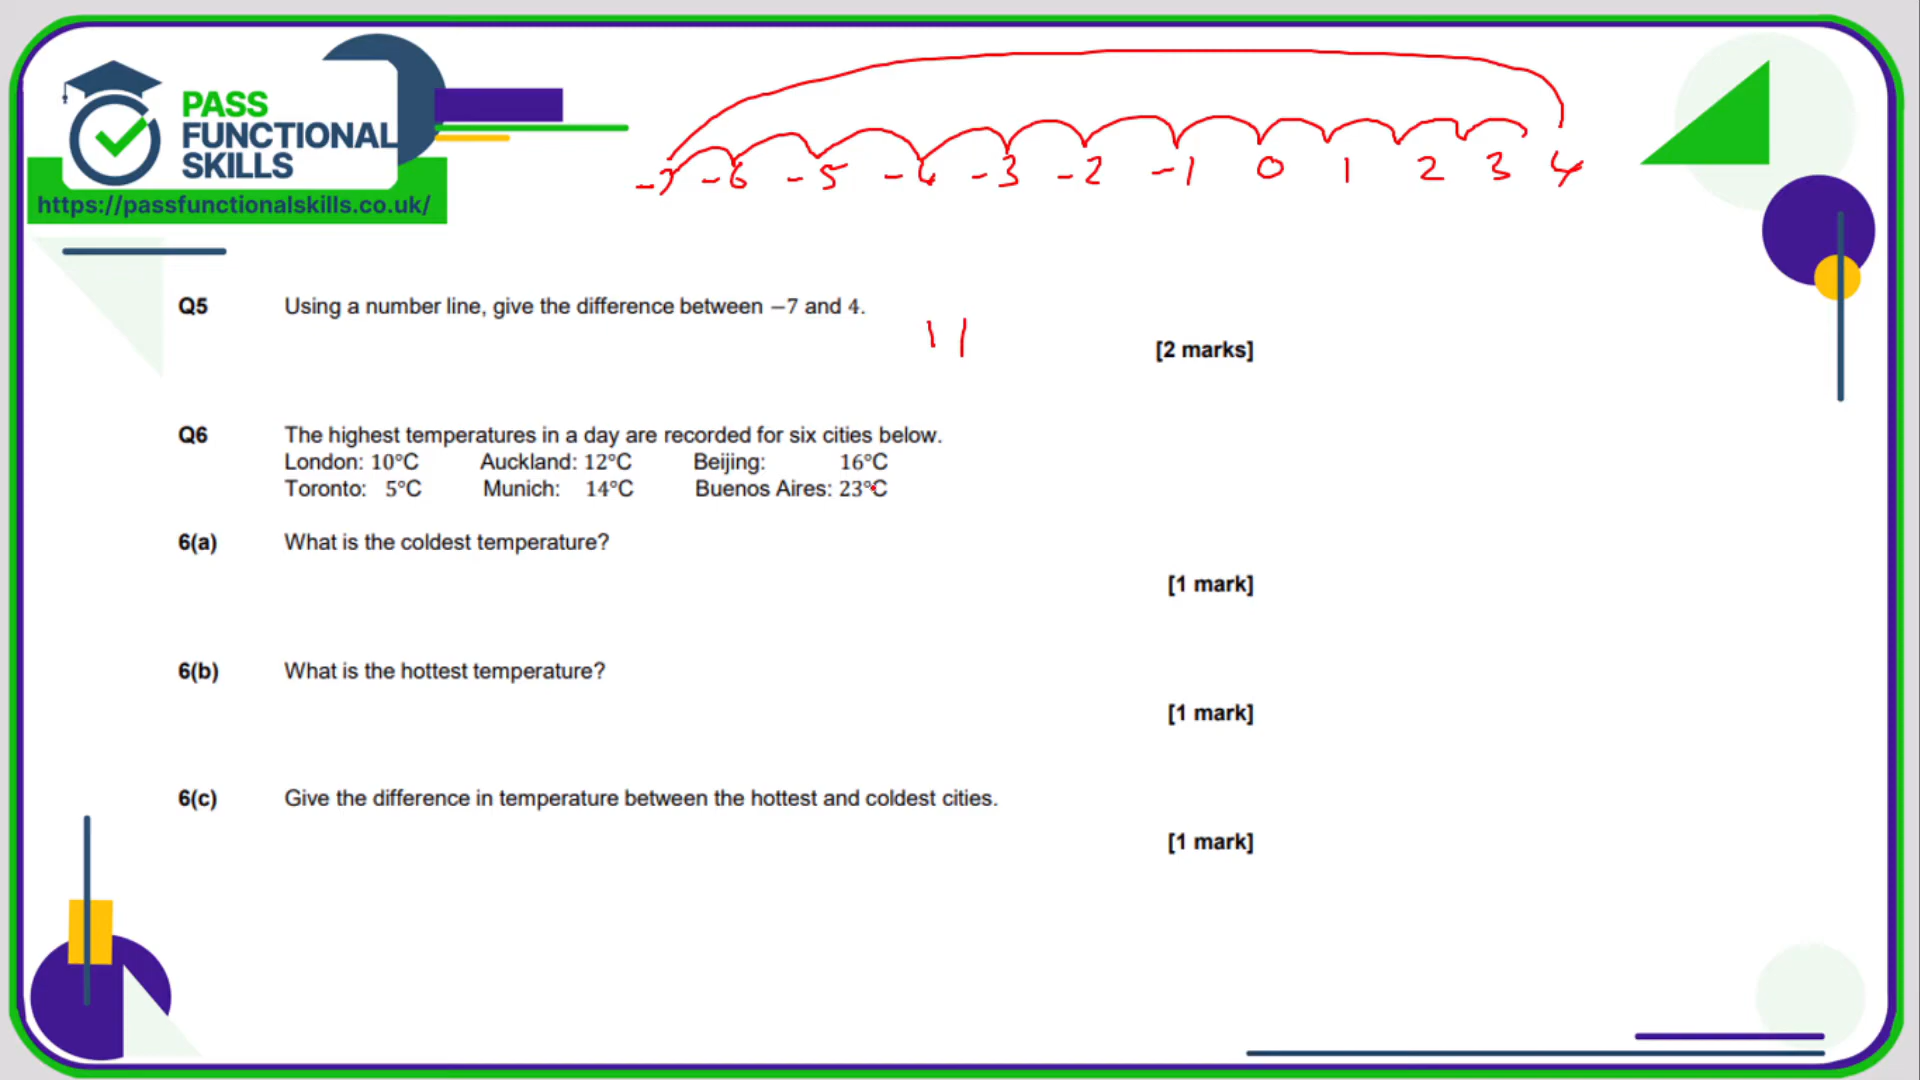 PASS
FUNCTIONAL
SKILLS
https://passfunctionalskills.co.uk/
-7 -6 -5 -4 -3 -2 -1 0 1 2 3 4
Q5 Using a number line, give the difference between −7 and 4.
11
[2 marks]
Q6 The highest temperatures in a day are recorded for six cities below.
London: 10°C Auckland: 12°C Beijing: 16°C
Toronto: 5°C Munich: 14°C Buenos Aires: 23°C
6(a) What is the coldest temperature?
[1 mark]
6(b) What is the hottest temperature?
[1 mark]
6(c) Give the difference in temperature between the hottest and coldest cities.
[1 mark]